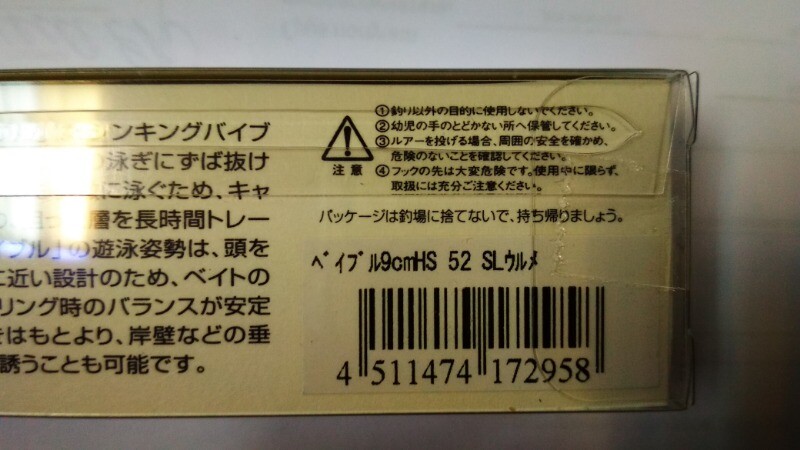 ンキングバイブ
の泳ぎにずば抜け
に泳ぐため、キャ
層を長時間トレー
ブル」の遊泳姿勢は、頭を
に近い設計のため、ベイトの
リング時のバランスが安定
はもとより、岸壁などの垂
誘うことも可能です。
注意
①釣り以外の目的に使用しないでください。
②幼児の手のとどかない所へ保管してください。
③ルアーを投げる場合、周囲の安全を確かめ、
危険のないことを確認してください。
④フックの先は大変危険です。使用中に限らず、
取扱には充分ご注意ください。
パッケージは釣場に捨てないで、持ち帰りましょう。
ベイブル9cmHS 52 SLウルメ
4 511474 172958